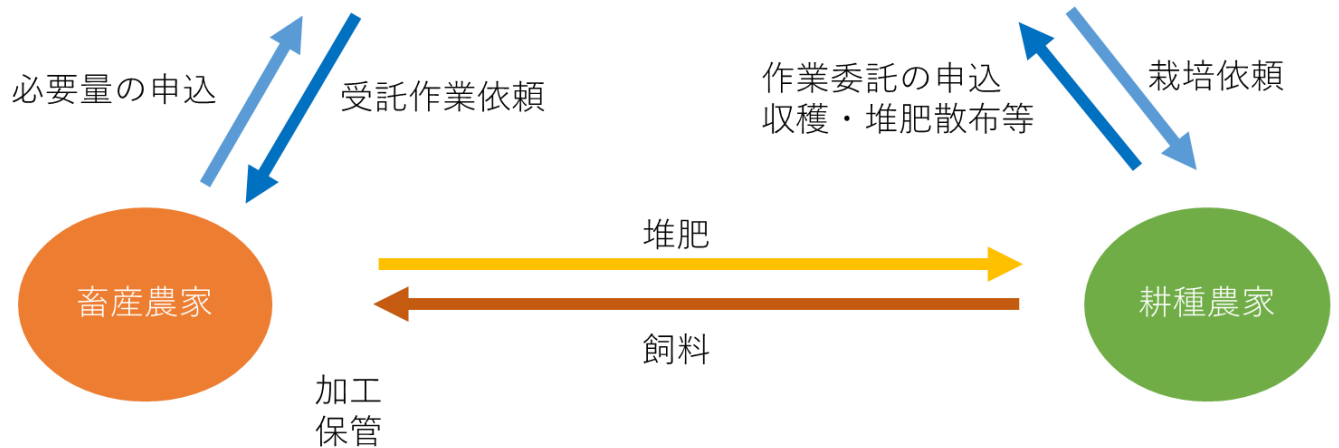 必要量の申込
受託作業依頼
作業委託の申込
収穫・堆肥散布等
栽培依頼
堆肥
畜産農家
耕種農家
飼料
加工
保管